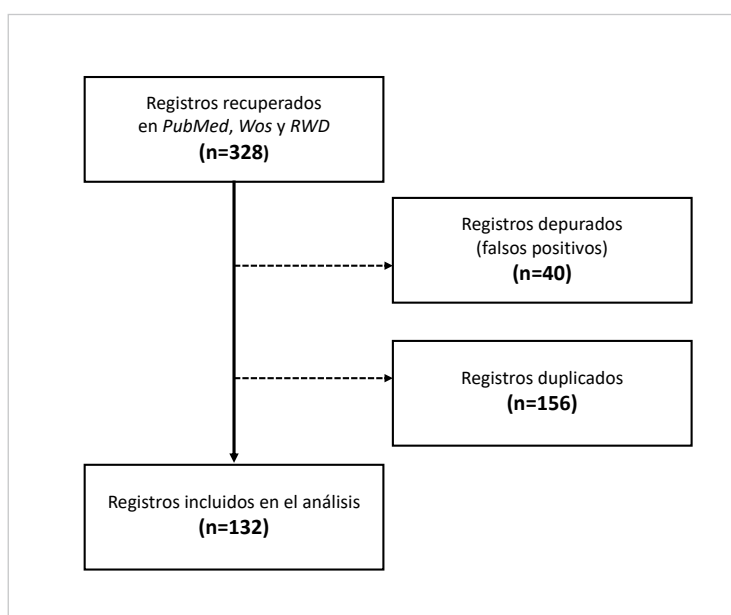 Registros recuperados
en PubMed, Wos y RWD
(n=328)
Registros depurados
(falsos positivos)
(n=40)
Registros duplicados
(n=156)
Registros incluidos en el análisis
(n=132)